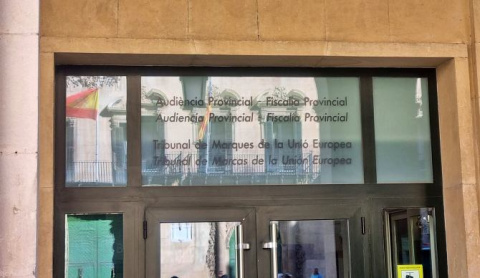 Audiència Provincial - Fiscalia Provincial
Audiencia Provincial - Fiscalía Provincial
Tribunal de Marques de la Unió Europea
Tribunal de Marcas de la Unión Europea